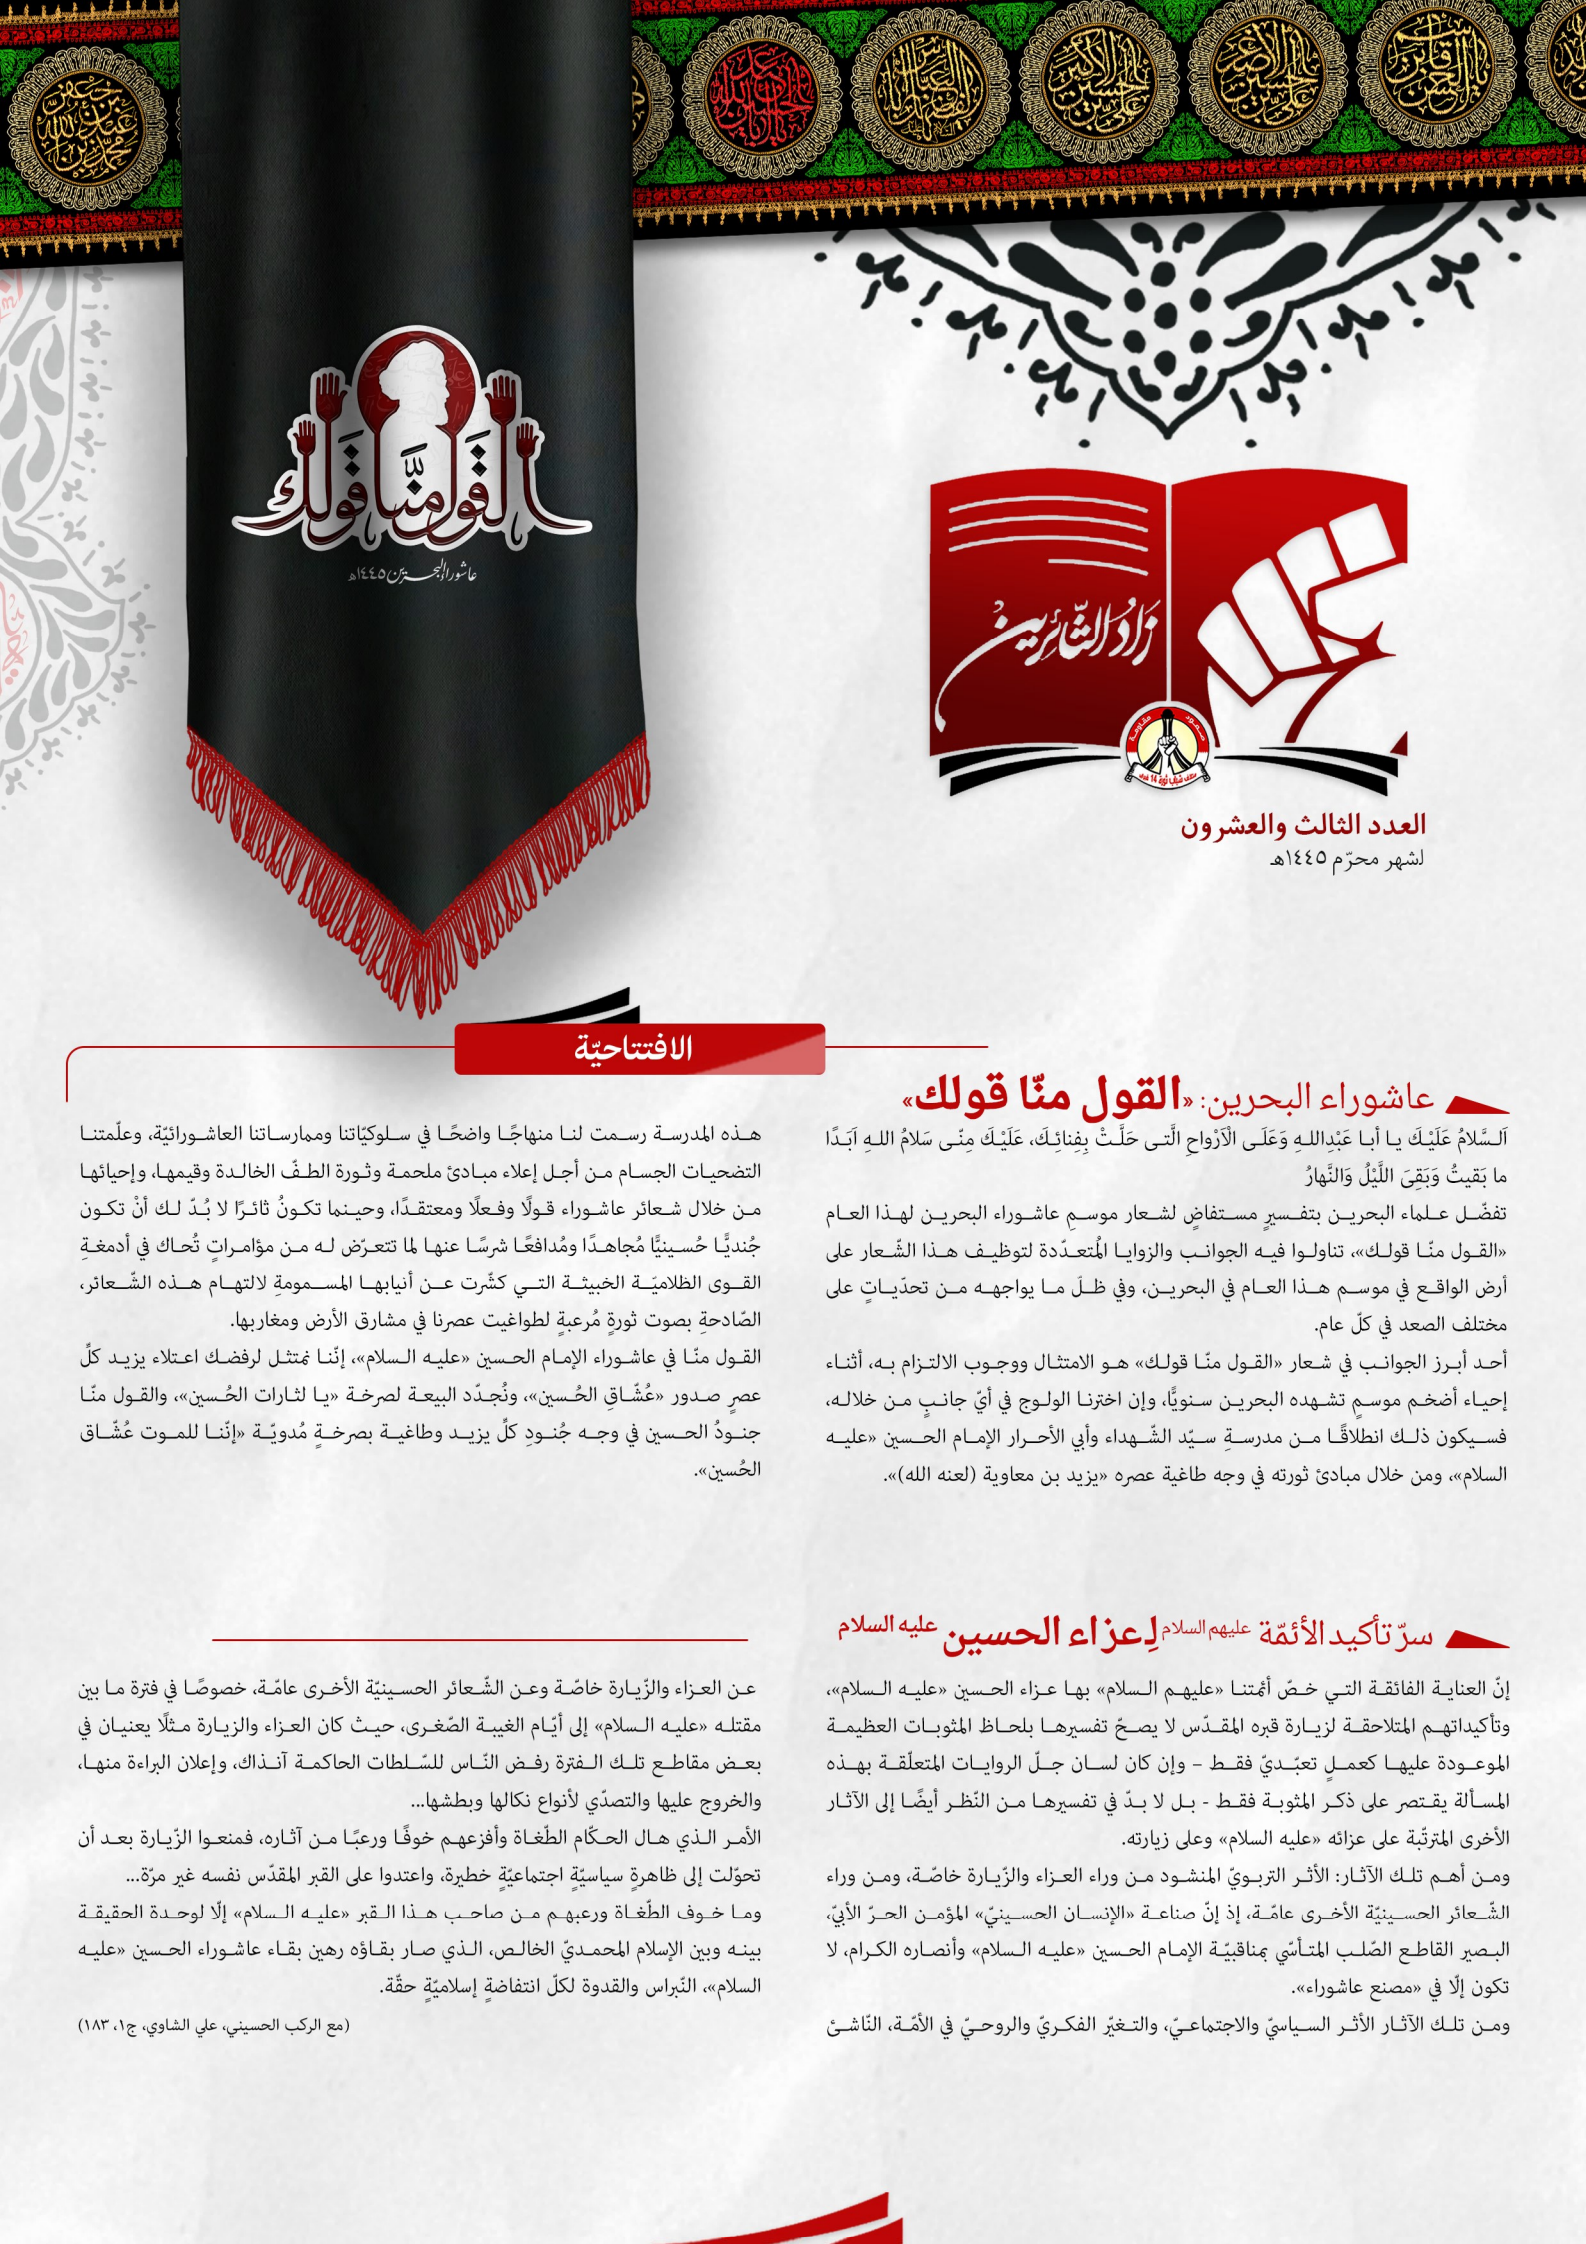 القول منّا قولك
عاشوراء البحرين ١٤٤٥هـ
زاد الثّائرين
العدد الثالث والعشرون
لشهر محرّم ١٤٤٥هـ
الافتتاحيّة
عاشوراء البحرين: «القول منّا قولك»
اَلسَّلامُ عَلَيْكَ يا أبا عَبْدِاللهِ وَعَلَى الْاَرْواحِ الَّتى حَلَّتْ بِفِنائِكَ، عَلَيْكَ مِنّى سَلامُ اللهِ اَبَدًا
ما بَقيتُ وَبَقِىَ اللَّيْلُ وَالنَّهارُ
تفضّل علماء البحرين بتفسيرٍ مستفاضٍ لشعار موسمِ عاشوراء البحرين لهذا العام
«القول منّا قولك»، تناولوا فيه الجوانب والزوايا المُتعدّدة لتوظيف هذا الشّعار على
أرض الواقع في موسم هذا العام في البحرين، وفي ظلّ ما يواجهه من تحدّياتٍ على
مختلف الصعد في كلّ عام.
أحد أبرز الجوانب في شعار «القول منّا قولك» هو الامتثال ووجوب الالتزام به، أثناء
إحياء أضخم موسمٍ تشهده البحرين سنويًّا، وإن اخترنا الولوج في أيّ جانبٍ من خلاله،
فسيكون ذلك انطلاقًا من مدرسةِ سيّد الشّهداء وأبي الأحرار الإمام الحسين «عليه
السلام»، ومن خلال مبادئ ثورته في وجه طاغية عصره «يزيد بن معاوية (لعنه الله)».
هذه المدرسة رسمت لنا منهاجًا واضحًا في سلوكيّاتنا وممارساتنا العاشورائيّة، وعلّمتنا
التضحيات الجسام من أجل إعلاء مبادئ ملحمة وثورة الطفّ الخالدة وقيمها، وإحيائها
من خلال شعائر عاشوراء قولًا وفعلًا ومعتقدًا، وحينما تكونُ ثائرًا لا بُدّ لك أنْ تكون
جُنديًّا حُسينيًّا مُجاهدًا ومُدافعًا شرسًا عنها لما تتعرّض له من مؤامراتٍ تُحاك في أدمغةِ
القوى الظلاميّة الخبيثة التي كشّرت عن أنيابها المسمومةِ لالتهام هذه الشّعائر،
الصّادحةِ بصوت ثورةٍ مُرعبةٍ لطواغيت عصرنا في مشارق الأرض ومغاربها.
القول منّا في عاشوراء الإمام الحسين «عليه السلام»، إنّنا نمتثل لرفضك اعتلاء يزيد كلِّ
عصرٍ صدور «عُشّاقِ الحُسين»، ونُجدّد البيعة لصرخة «يا لثارات الحُسين»، والقول منّا
جنودُ الحسين في وجه جُنودِ كلِّ يزيد وطاغية بصرخةٍ مُدويّة «إنّنا للموت عُشّاق
الحُسين».
سرّ تأكيد الأئمّة عليهم السلام لِعزاء الحسين عليه السلام
إنّ العناية الفائقة التي خصّ أئمّتنا «عليهم السلام» بها عزاء الحسين «عليه السلام»،
وتأكيداتهم المتلاحقة لزيارة قبره المقدّس لا يصحّ تفسيرها بلحاظ المثوبات العظيمة
الموعودة عليها كعملٍ تعبّديّ فقط – وإن كان لسان جلّ الروايات المتعلّقة بهذه
المسألة يقتصر على ذكر المثوبة فقط - بل لا بدّ في تفسيرها من النّظر أيضًا إلى الآثار
الأخرى المترتّبة على عزائه «عليه السلام» وعلى زيارته.
ومن أهم تلك الآثار: الأثر التربويّ المنشود من وراء العزاء والزّيارة خاصّة، ومن وراء
الشّعائر الحسينيّة الأخرى عامّة، إذ إنّ صناعة «الإنسان الحسينيّ» المؤمن الحرّ الأبيّ،
البصير القاطع الصّلب المتأسّي بمناقبيّة الإمام الحسين «عليه السلام» وأنصاره الكرام، لا
تكون إلّا في «مصنع عاشوراء».
ومن تلك الآثار الأثر السياسيّ والاجتماعيّ، والتغيّر الفكريّ والروحيّ في الأمّة، النّاشئ
عن العزاء والزّيارة خاصّة وعن الشّعائر الحسينيّة الأخرى عامّة، خصوصًا في فترة ما بين
مقتله «عليه السلام» إلى أيّام الغيبة الصّغرى، حيث كان العزاء والزيارة مثلًا يعنيان في
بعض مقاطع تلك الفترة رفض النّاس للسّلطات الحاكمة آنذاك، وإعلان البراءة منها،
والخروج عليها والتصدّي لأنواع نكالها وبطشها...
الأمر الذي هال الحكّام الطّغاة وأفزعهم خوفًا ورعبًا من آثاره، فمنعوا الزّيارة بعد أن
تحوّلت إلى ظاهرةٍ سياسيّةٍ اجتماعيّةٍ خطيرة، واعتدوا على القبر المقدّس نفسه غير مرّة...
وما خوف الطّغاة ورعبهم من صاحب هذا القبر «عليه السلام» إلّا لوحدة الحقيقة
بينه وبين الإسلام المحمديّ الخالص، الذي صار بقاؤه رهين بقاء عاشوراء الحسين «عليه
السلام»، النّبراس والقدوة لكلّ انتفاضةٍ إسلاميّةٍ حقّة.
(مع الركب الحسيني، علي الشاوي، ج١، ١٨٣)